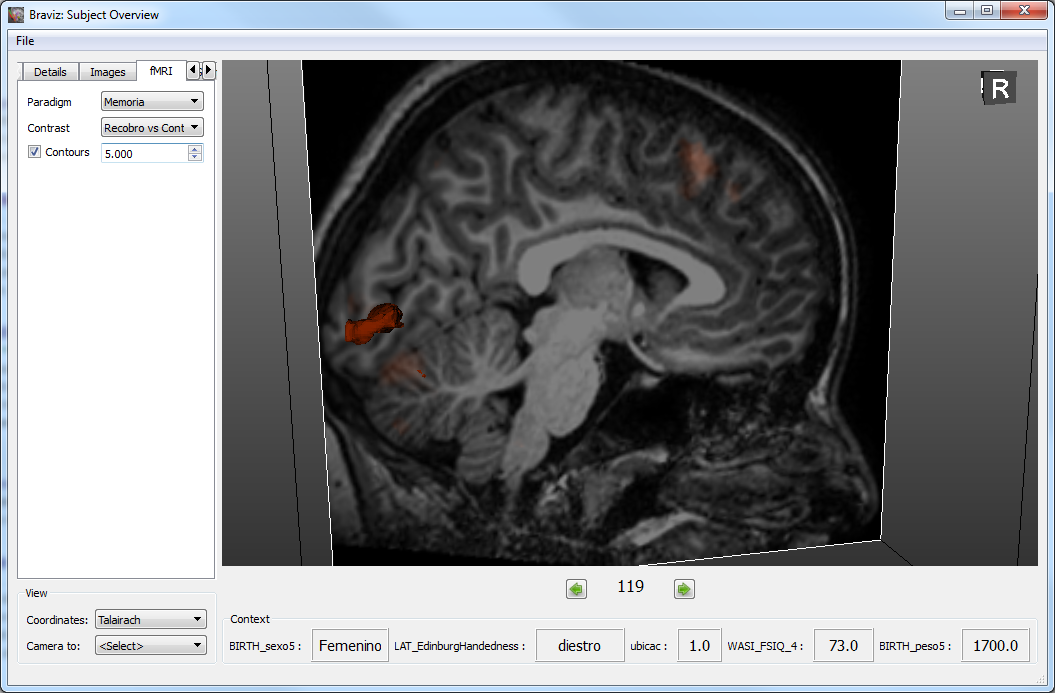 Braviz: Subject Overview
File
Details Images fMRI
Paradigm Memoria
Contrast Recobro vs Cont
Contours 5.000
R
119
View
Coordinates: Talairach
Camera to: <Select>
Context
BIRTH_sexo5 : Femenino LAT_EdinburgHandedness : diestro ubicac : 1.0 WASI_FSIQ_4 : 73.0 BIRTH_peso5 : 1700.0